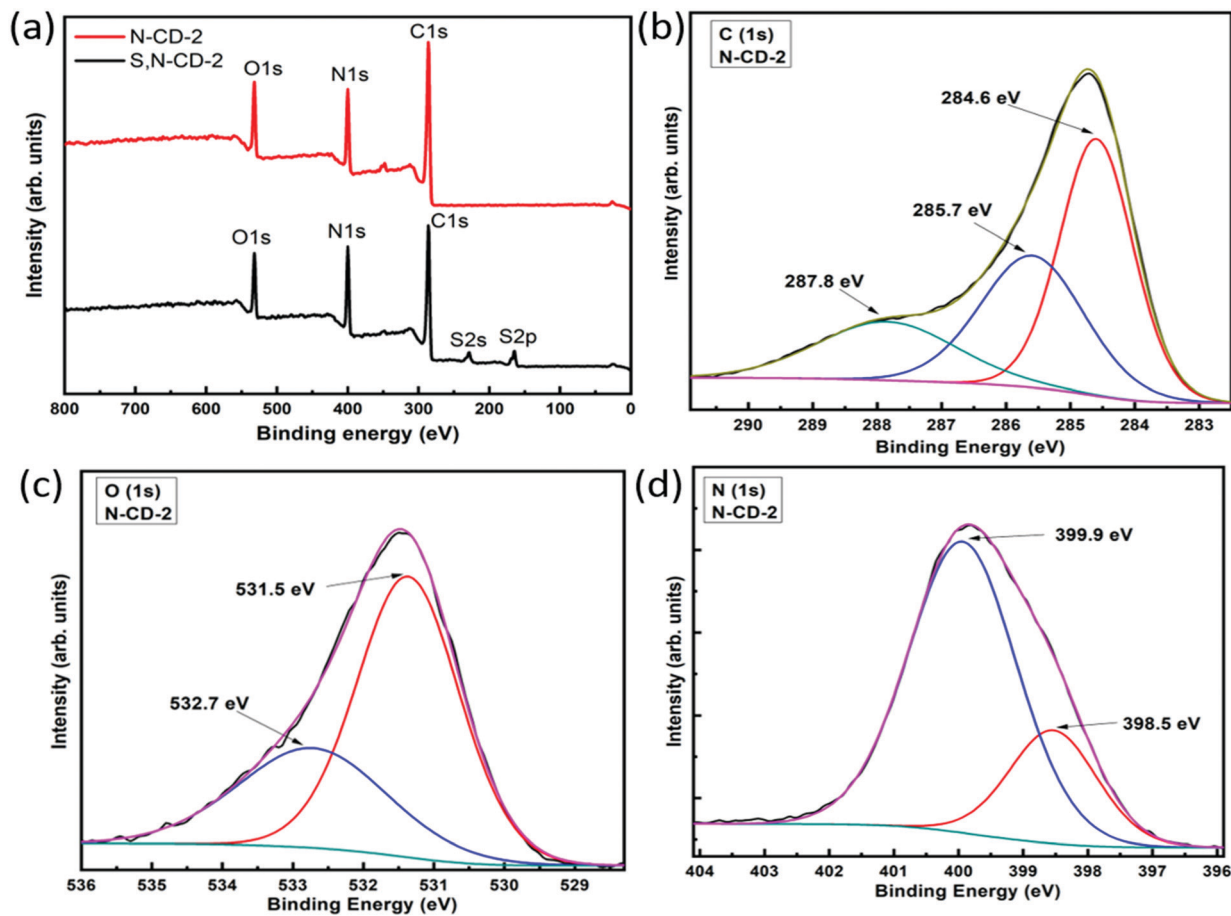 (a)
N-CD-2
S,N-CD-2
O1s
N1s
C1s
O1s
N1s
C1s
S2s
S2p
Intensity (arb. units)
800 700 600 500 400 300 200 100 0
Binding energy (eV)
(b)
C (1s)
N-CD-2
284.6 eV
285.7 eV
287.8 eV
Intensity (arb. units)
290 289 288 287 286 285 284 283
Binding Energy (eV)
(c)
O (1s)
N-CD-2
531.5 eV
532.7 eV
Intensity (arb. units)
536 535 534 533 532 531 530 529
Binding Energy (eV)
(d)
N (1s)
N-CD-2
399.9 eV
398.5 eV
Intensity (arb. units)
404 403 402 401 400 399 398 397 396
Binding Energy (eV)